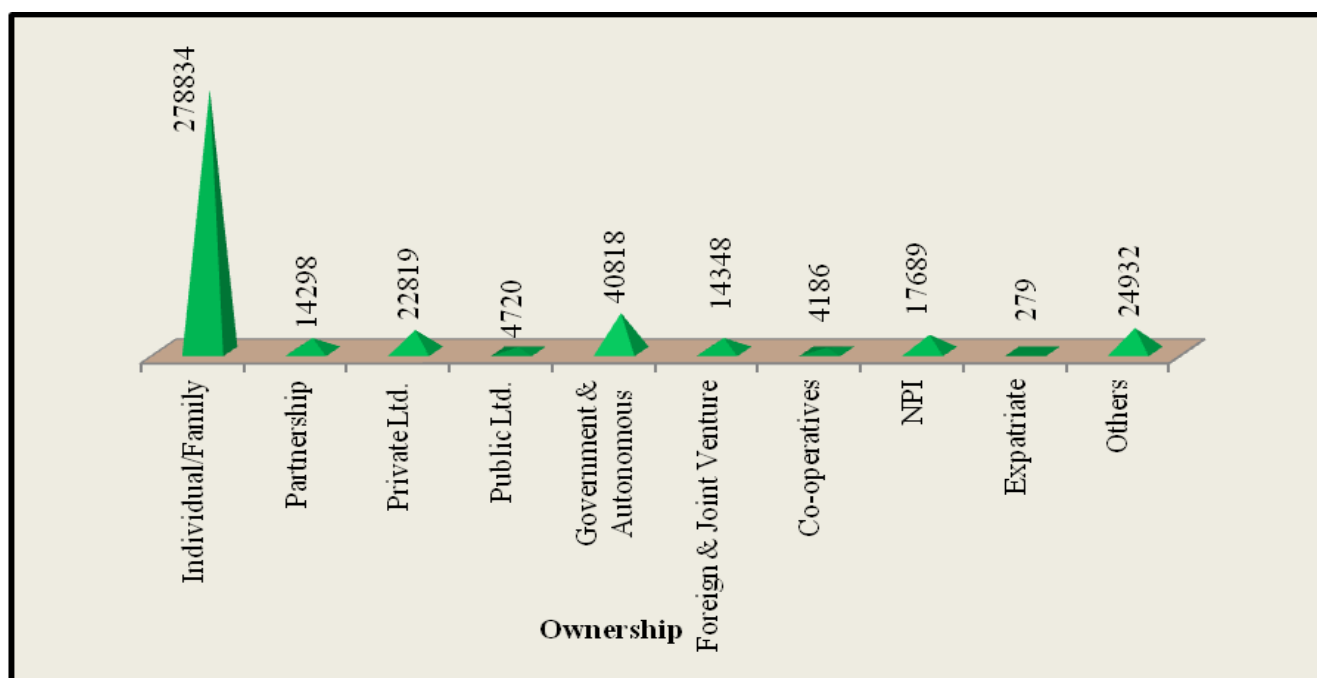 278834
14298
22819
4720
40818
14348
4186
17689
279
24932
Individual/Family
Partnership
Private Ltd.
Public Ltd.
Government &
Autonomous
Foreign & Joint Venture
Co-operatives
NPI
Expatriate
Others
Ownership